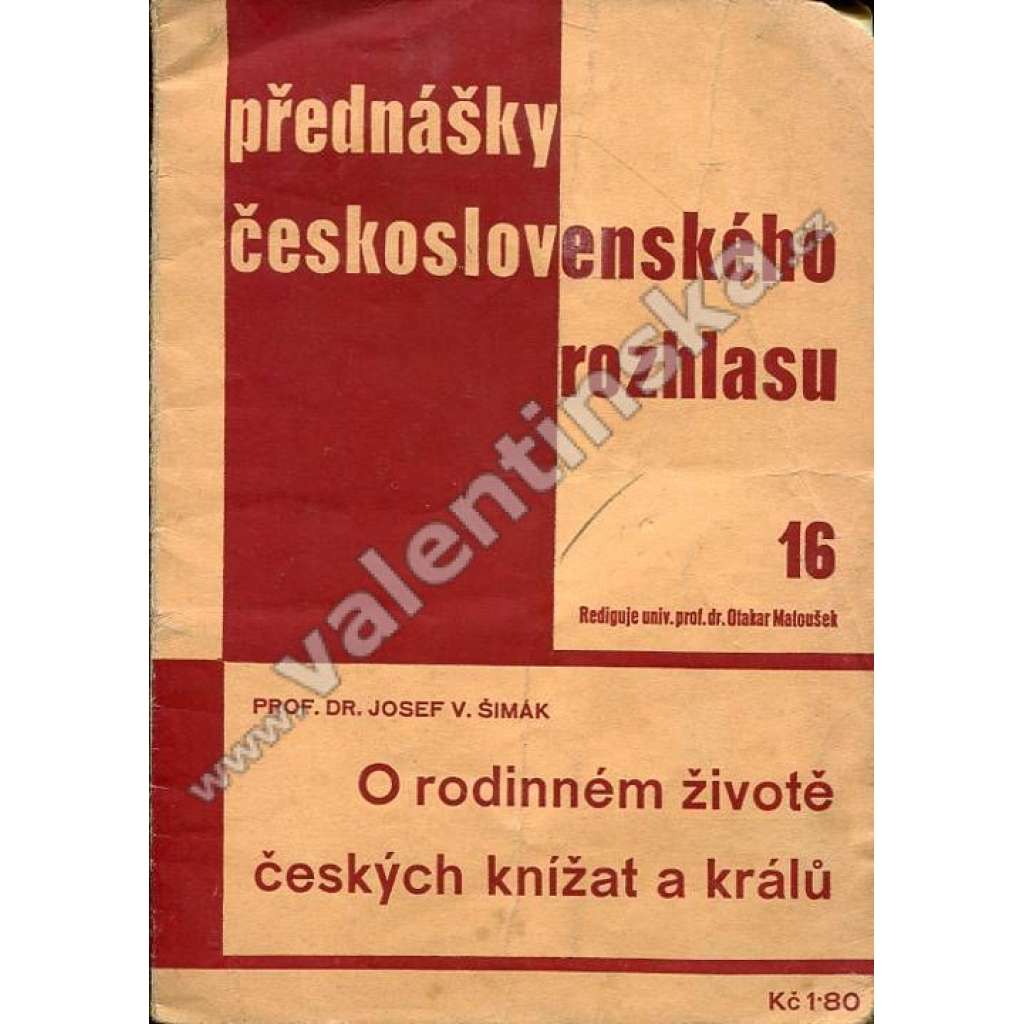 přednášky
československého
rozhlasu
16
Rediguje univ. prof. dr. Otakar Matoušek
PROF. DR. JOSEF V. ŠIMÁK
O rodinném životě
českých knížat a králů
Kč 1·80
www.valentinska.cz